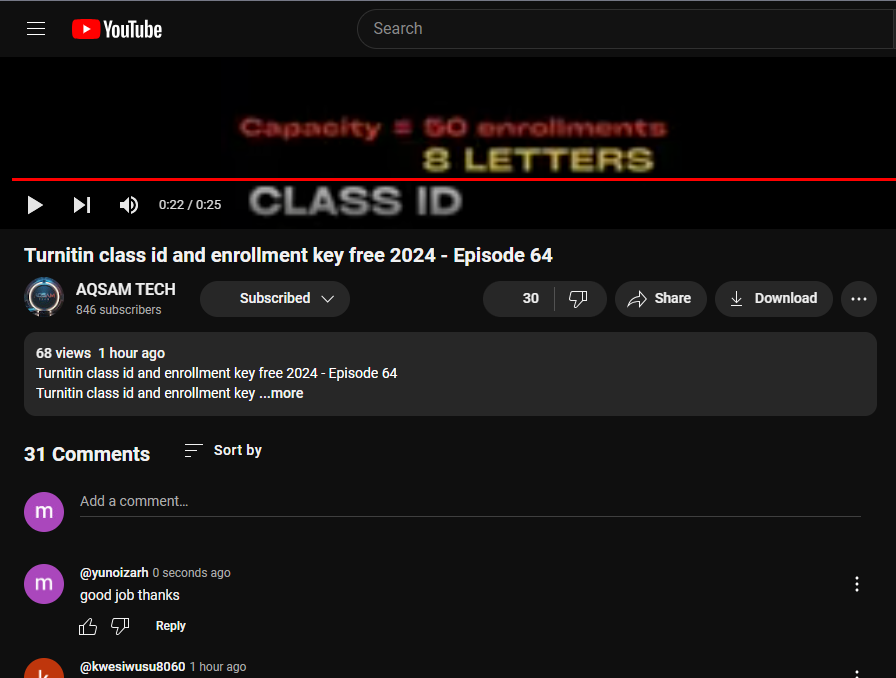 YouTube
Search
Capacity = 50 enrollments
8 LETTERS
0:22 / 0:25
CLASS ID
Turnitin class id and enrollment key free 2024 - Episode 64
AQSAM TECH
846 subscribers
Subscribed
30
Share
Download
68 views 1 hour ago
Turnitin class id and enrollment key free 2024 - Episode 64
Turnitin class id and enrollment key ...more
31 Comments
Sort by
m
Add a comment…
m
@yunoizarh 0 seconds ago
good job thanks
Reply
k
@kwesiwusu8060 1 hour ago